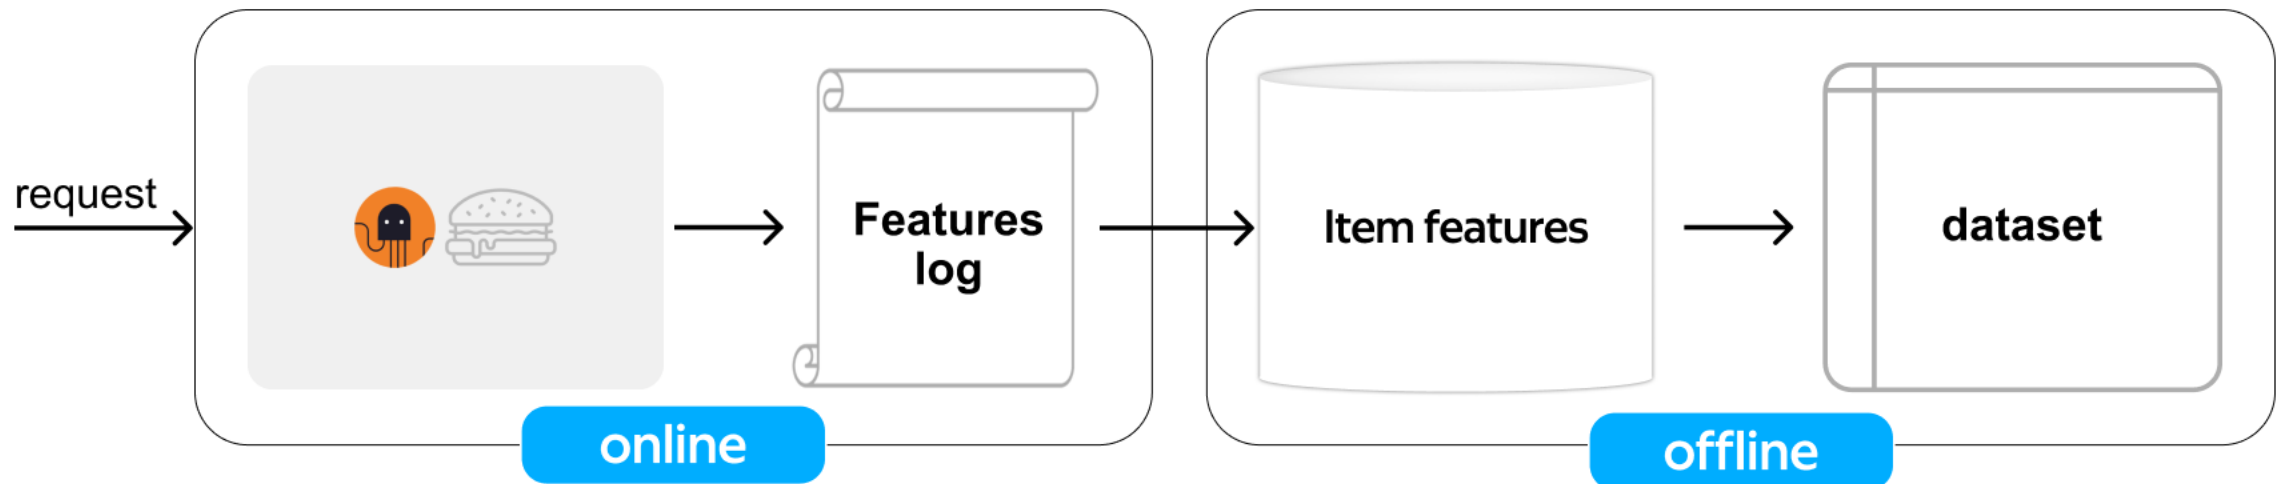 request
Features
log
Item features
dataset
online
offline